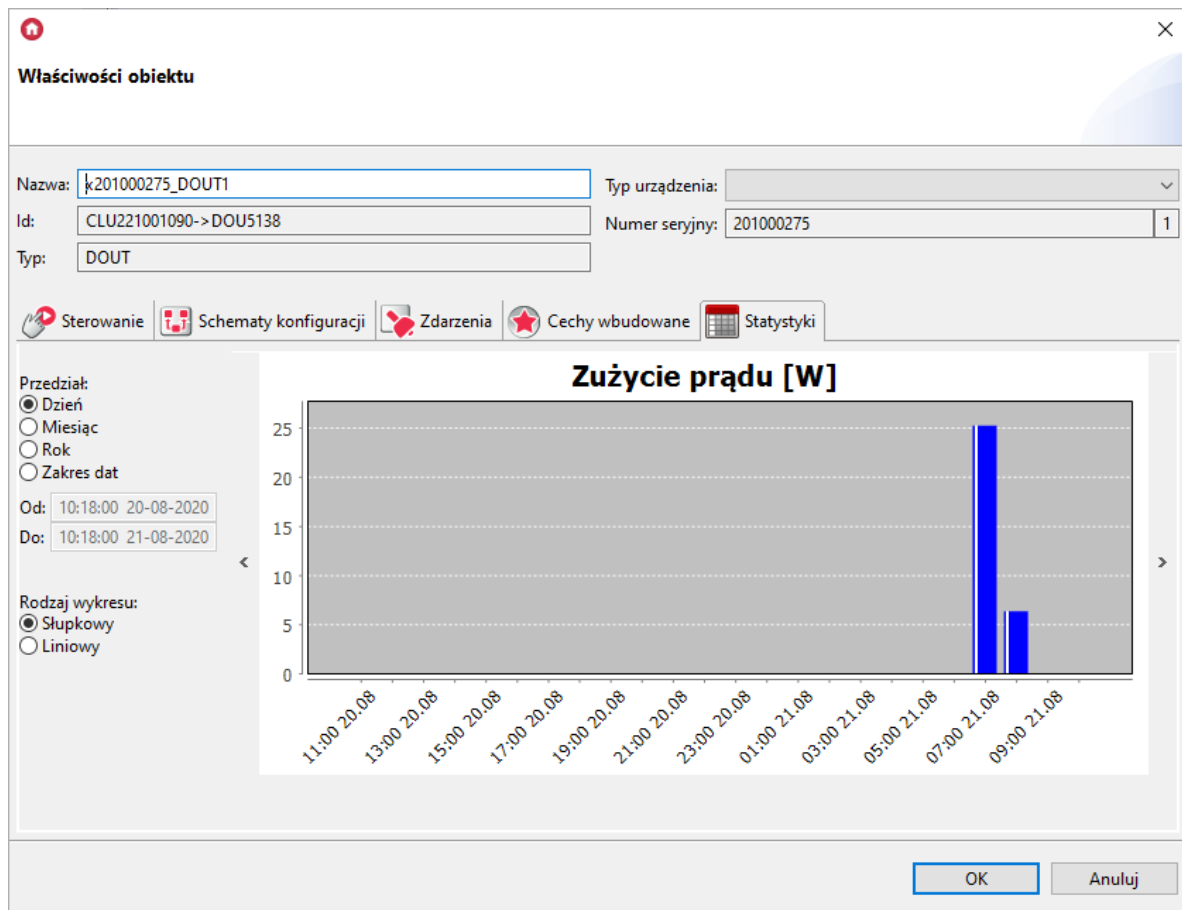 Właściwości obiektu
Nazwa: x201000275_DOUT1
Typ urządzenia:
Id: CLU221001090->DOU5138
Numer seryjny: 201000275 1
Typ: DOUT
Sterowanie Schematy konfiguracji Zdarzenia Cechy wbudowane Statystyki
Przedział:
Dzień
Miesiąc
Rok
Zakres dat
Od: 10:18:00 20-08-2020
Do: 10:18:00 21-08-2020
Rodzaj wykresu:
Słupkowy
Liniowy
Zużycie prądu [W]
25
20
15
10
5
0
11:00 20.08
13:00 20.08
15:00 20.08
17:00 20.08
19:00 20.08
21:00 20.08
23:00 20.08
01:00 21.08
03:00 21.08
05:00 21.08
07:00 21.08
09:00 21.08
OK Anuluj